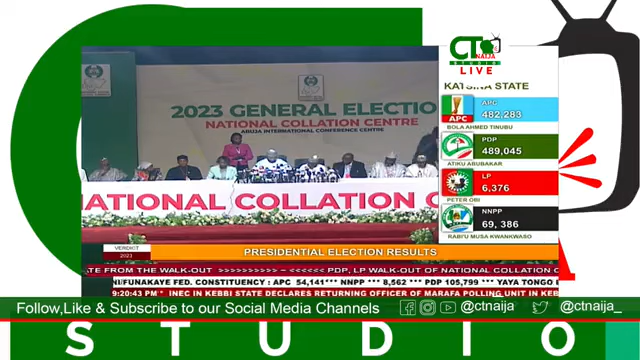 CTNAIJA
STUDIO
LIVE
KATSINA STATE
APC
482,283
APC
BOLA AHMED TINUBU
PDP
489,045
ATIKU ABUBAKAR
LP
6,376
PETER OBI
NNPP
69, 386
RABI'U MUSA KWANKWASO
2023 GENERAL ELECTIO
NATIONAL COLLATION CENTRE
ABUJA INTERNATIONAL CONFERENCE CENTRE
NATIONAL COLLATION C
VERDICT
2023
PRESIDENTIAL ELECTION RESULTS
ATE FROM THE WALK-OUT >>>>>>>>>> ~ <<<<<< PDP, LP WALK-OUT OF NATIONAL COLLATION
NI/FUNAKAYE FED. CONSTITUENCY : APC 54,141*** NNPP *** 8,562*** PDP 105,799 *** YAYA TONGO
09:20:43 PM * INEC IN KEBBI STATE DECLARES RETURNING OFFICER OF MARAFA POLLING UNIT IN KEB
Follow,Like & Subscribe to our Social Media Channels
@ctnaija
@ctnaija_
STUDIO